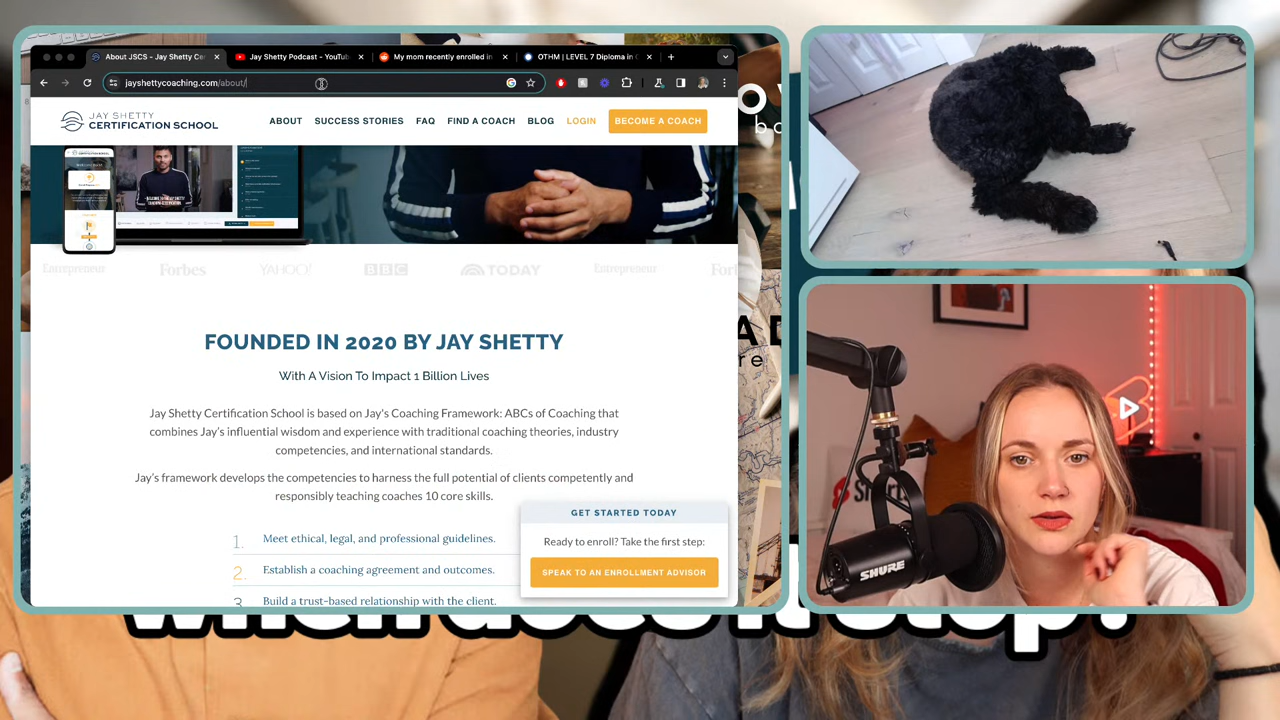 About JSCS - Jay Shetty Cer
Jay Shetty Podcast - YouTub
My mom recently enrolled in
OTHM | LEVEL 7 Diploma in C
jayshettycoaching.com/about/
JAY SHETTY
CERTIFICATION SCHOOL
ABOUT
SUCCESS STORIES
FAQ
FIND A COACH
BLOG
LOGIN
BECOME A COACH
Entrepreneur
Forbes
YAHOO!
BBC
TODAY
Entrepreneur
FOUNDED IN 2020 BY JAY SHETTY
With A Vision To Impact 1 Billion Lives
Jay Shetty Certification School is based on Jay's Coaching Framework: ABCs of Coaching that
combines Jay's influential wisdom and experience with traditional coaching theories, industry
competencies, and international standards.
Jay's framework develops the competencies to harness the full potential of clients competently and
responsibly teaching coaches 10 core skills.
1. Meet ethical, legal, and professional guidelines.
2. Establish a coaching agreement and outcomes.
3. Build a trust-based relationship with the client.
GET STARTED TODAY
Ready to enroll? Take the first step:
SPEAK TO AN ENROLLMENT ADVISOR
SHURE
when does it stop?